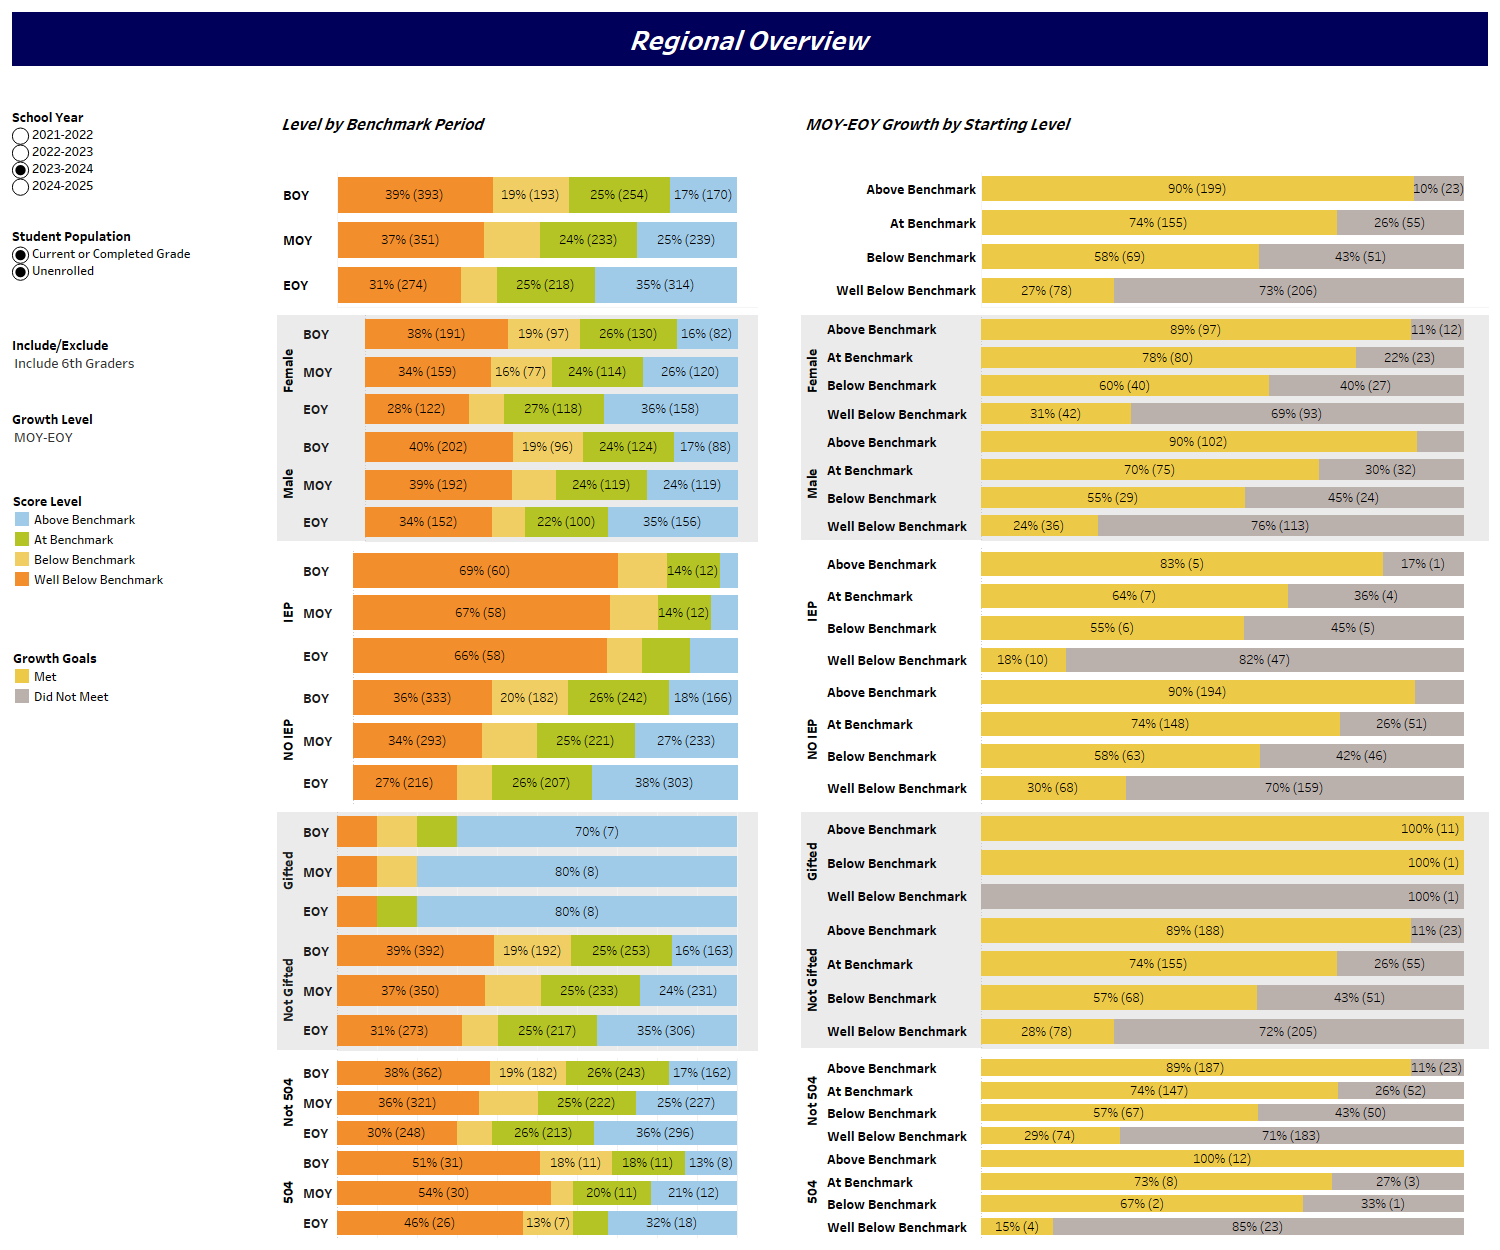 Regional Overview
School Year
2021-2022
2022-2023
2023-2024
2024-2025
Student Population
Current or Completed Grade
Unenrolled
Include/Exclude
Include 6th Graders
Growth Level
MOY-EOY
Score Level
Above Benchmark
At Benchmark
Below Benchmark
Well Below Benchmark
Growth Goals
Met
Did Not Meet
Level by Benchmark Period
BOY 39% (393) 19% (193) 25% (254) 17% (170)
MOY 37% (351) 24% (233) 25% (239)
EOY 31% (274) 25% (218) 35% (314)
Female
BOY 38% (191) 19% (97) 26% (130) 16% (82)
MOY 34% (159) 16% (77) 24% (114) 26% (120)
EOY 28% (122) 27% (118) 36% (158)
Male
BOY 40% (202) 19% (96) 24% (124) 17% (88)
MOY 39% (192) 24% (119) 24% (119)
EOY 34% (152) 22% (100) 35% (156)
IEP
BOY 69% (60) 14% (12)
MOY 67% (58) 14% (12)
EOY 66% (58)
NO IEP
BOY 36% (333) 20% (182) 26% (242) 18% (166)
MOY 34% (293) 25% (221) 27% (233)
EOY 27% (216) 26% (207) 38% (303)
Gifted
BOY 70% (7)
MOY 80% (8)
EOY 80% (8)
Not Gifted
BOY 39% (392) 19% (192) 25% (253) 16% (163)
MOY 37% (350) 25% (233) 24% (231)
EOY 31% (273) 25% (217) 35% (306)
Not 504
BOY 38% (362) 19% (182) 26% (243) 17% (162)
MOY 36% (321) 25% (222) 25% (227)
EOY 30% (248) 26% (213) 36% (296)
504
BOY 51% (31) 18% (11) 18% (11) 13% (8)
MOY 54% (30) 20% (11) 21% (12)
EOY 46% (26) 13% (7) 32% (18)
MOY-EOY Growth by Starting Level
Above Benchmark 90% (199) 10% (23)
At Benchmark 74% (155) 26% (55)
Below Benchmark 58% (69) 43% (51)
Well Below Benchmark 27% (78) 73% (206)
Female
Above Benchmark 89% (97) 11% (12)
At Benchmark 78% (80) 22% (23)
Below Benchmark 60% (40) 40% (27)
Well Below Benchmark 31% (42) 69% (93)
Male
Above Benchmark 90% (102)
At Benchmark 70% (75) 30% (32)
Below Benchmark 55% (29) 45% (24)
Well Below Benchmark 24% (36) 76% (113)
IEP
Above Benchmark 83% (5) 17% (1)
At Benchmark 64% (7) 36% (4)
Below Benchmark 55% (6) 45% (5)
Well Below Benchmark 18% (10) 82% (47)
NO IEP
Above Benchmark 90% (194)
At Benchmark 74% (148) 26% (51)
Below Benchmark 58% (63) 42% (46)
Well Below Benchmark 30% (68) 70% (159)
Gifted
Above Benchmark 100% (11)
Below Benchmark 100% (1)
Well Below Benchmark 100% (1)
Not Gifted
Above Benchmark 89% (188) 11% (23)
At Benchmark 74% (155) 26% (55)
Below Benchmark 57% (68) 43% (51)
Well Below Benchmark 28% (78) 72% (205)
Not 504
Above Benchmark 89% (187) 11% (23)
At Benchmark 74% (147) 26% (52)
Below Benchmark 57% (67) 43% (50)
Well Below Benchmark 29% (74) 71% (183)
504
Above Benchmark 100% (12)
At Benchmark 73% (8) 27% (3)
Below Benchmark 67% (2) 33% (1)
Well Below Benchmark 15% (4) 85% (23)